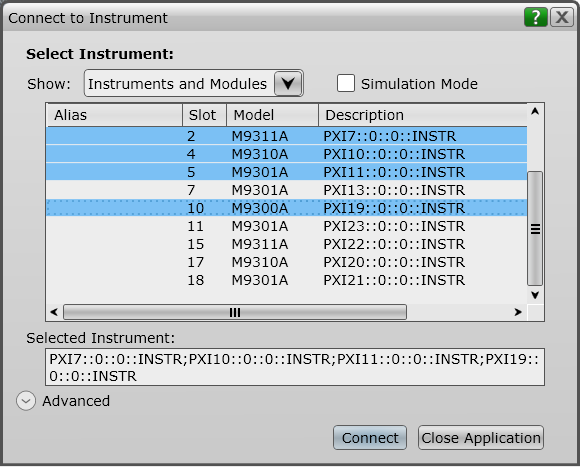 Connect to Instrument ? X
Select Instrument:
Show: Instruments and Modules Simulation Mode
Alias Slot Model Description
2 M9311A PXI7::0::0::INSTR
4 M9310A PXI10::0::0::INSTR
5 M9301A PXI11::0::0::INSTR
7 M9301A PXI13::0::0::INSTR
10 M9300A PXI19::0::0::INSTR
11 M9301A PXI23::0::0::INSTR
15 M9311A PXI22::0::0::INSTR
17 M9310A PXI20::0::0::INSTR
18 M9301A PXI21::0::0::INSTR
Selected Instrument:
PXI7::0::0::INSTR;PXI10::0::0::INSTR;PXI11::0::0::INSTR;PXI19::
0::0::INSTR
Advanced
Connect Close Application